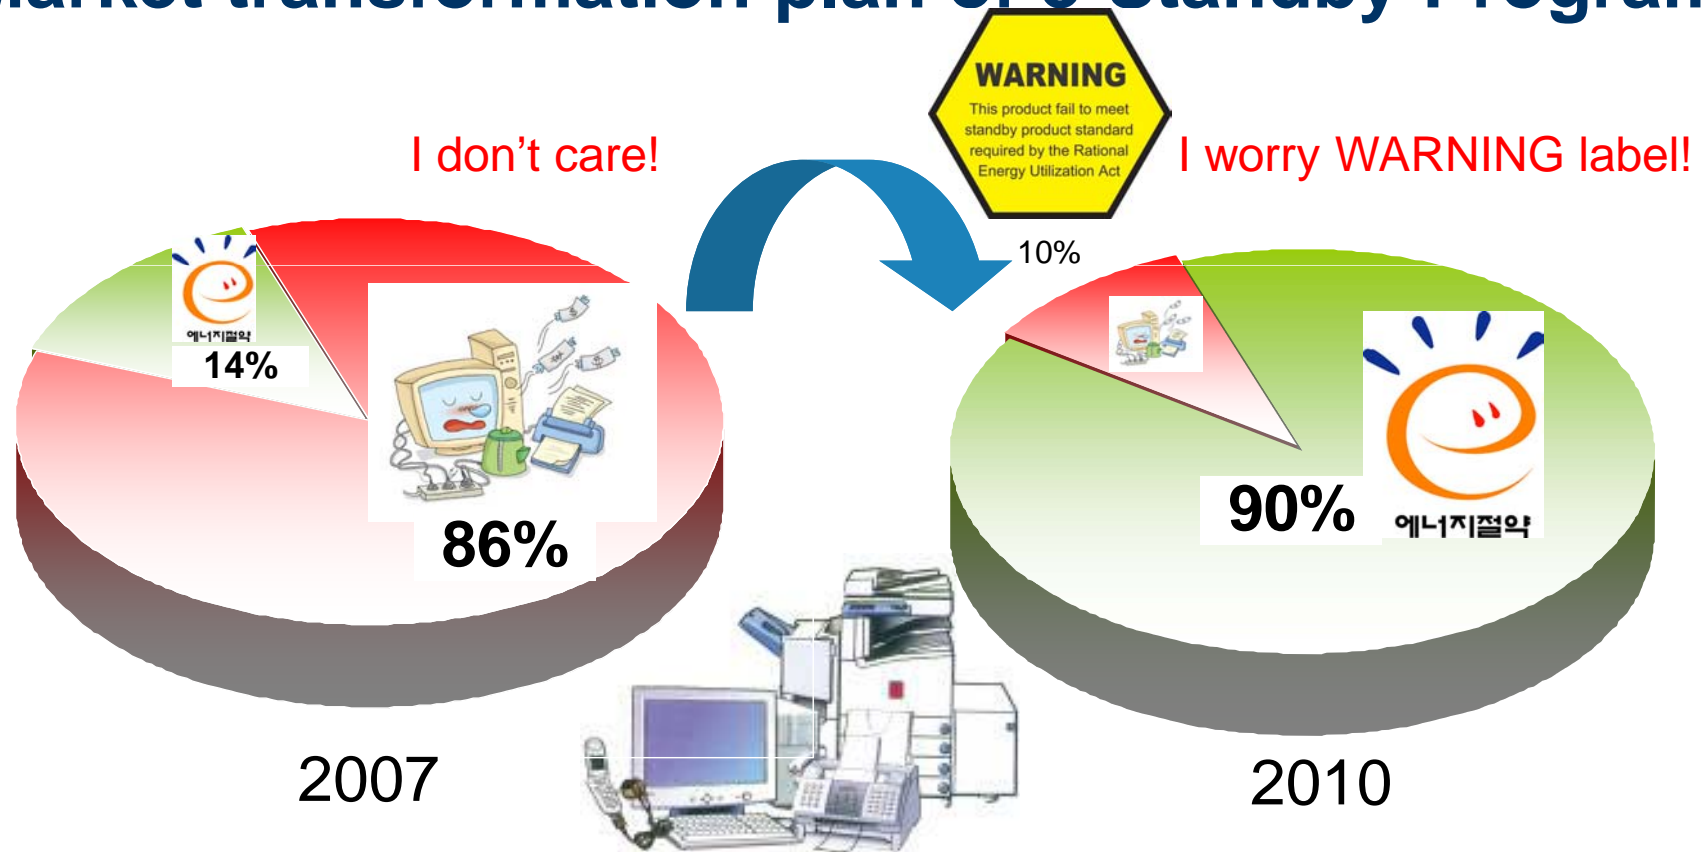 Market transformation plan of e-Standby Program
WARNING
This product fail to meet
standby product standard
required by the Rational
Energy Utilization Act
I don't care!
I worry WARNING label!
10%
에너지절약
14%
86%
90%
에너지절약
2007
2010